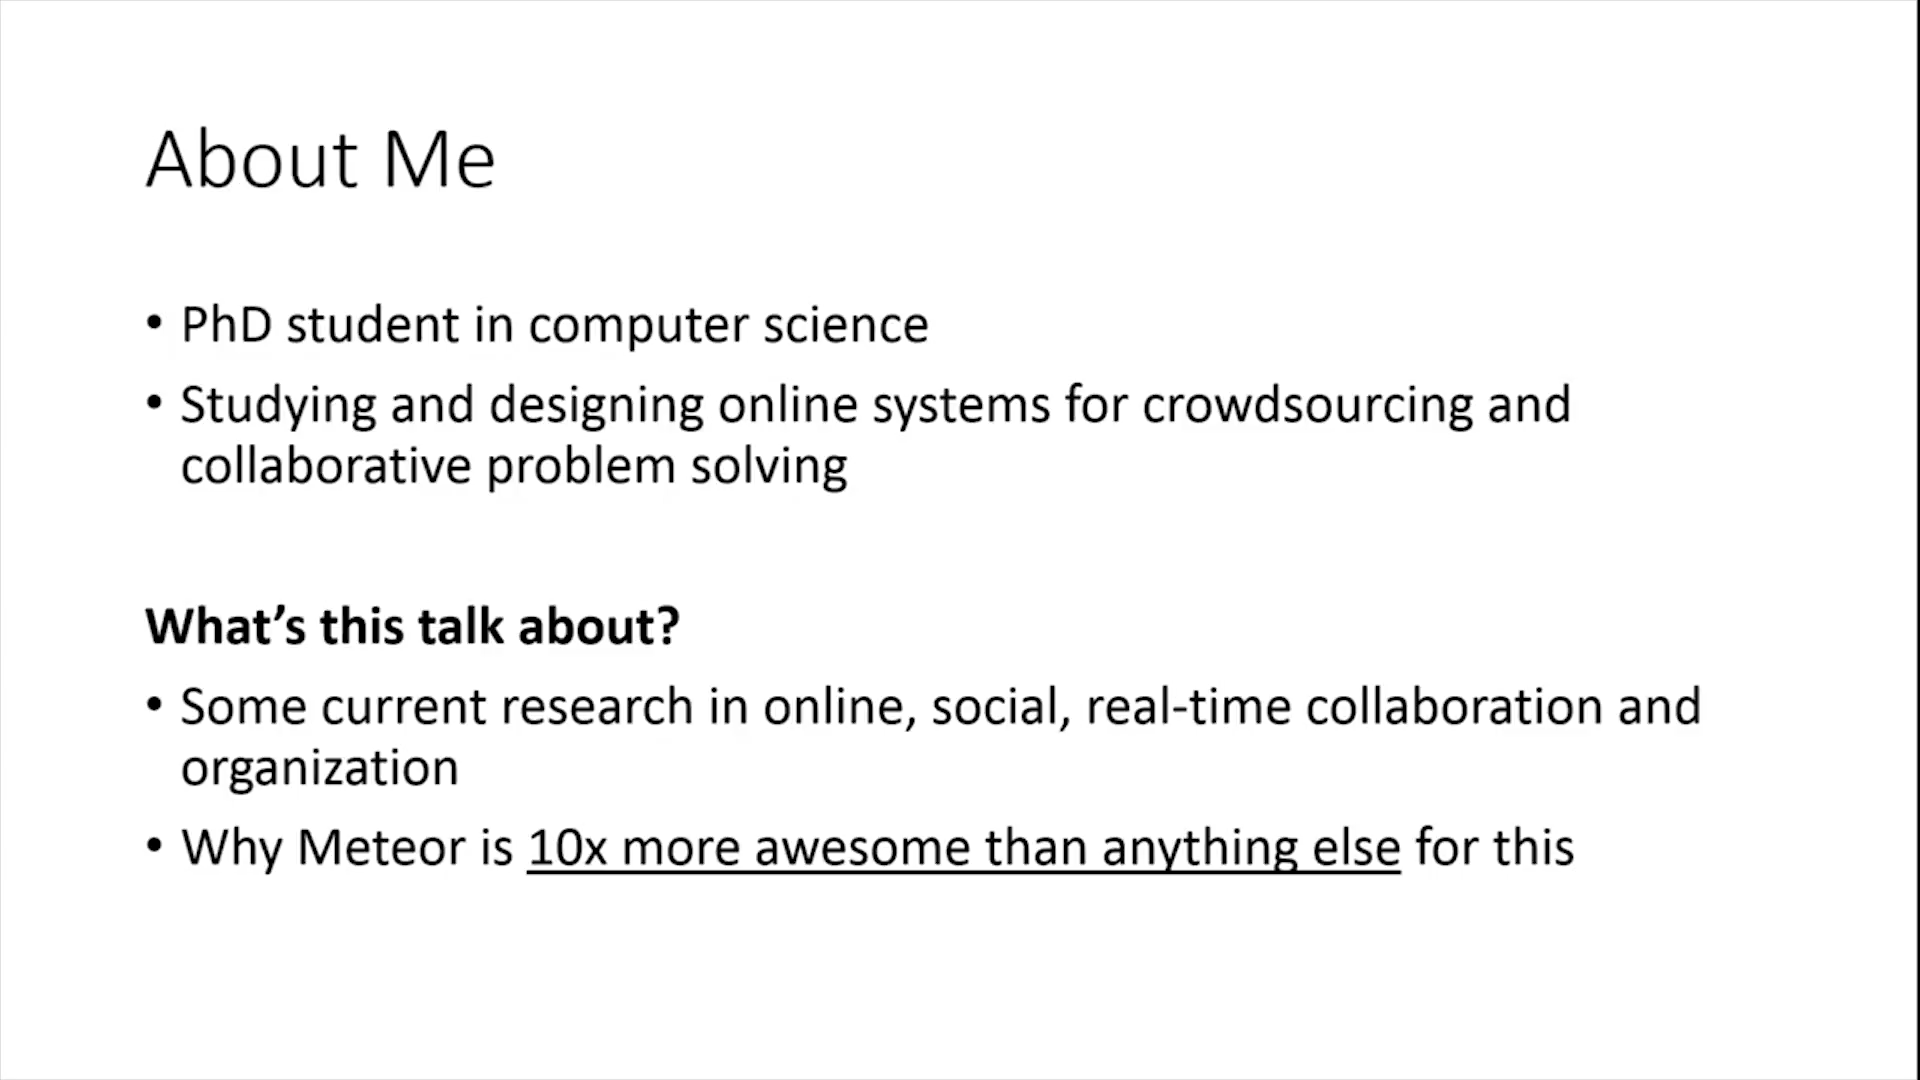 About Me
• PhD student in computer science
• Studying and designing online systems for crowdsourcing and
collaborative problem solving
What’s this talk about?
• Some current research in online, social, real-time collaboration and
organization
• Why Meteor is 10x more awesome than anything else for this